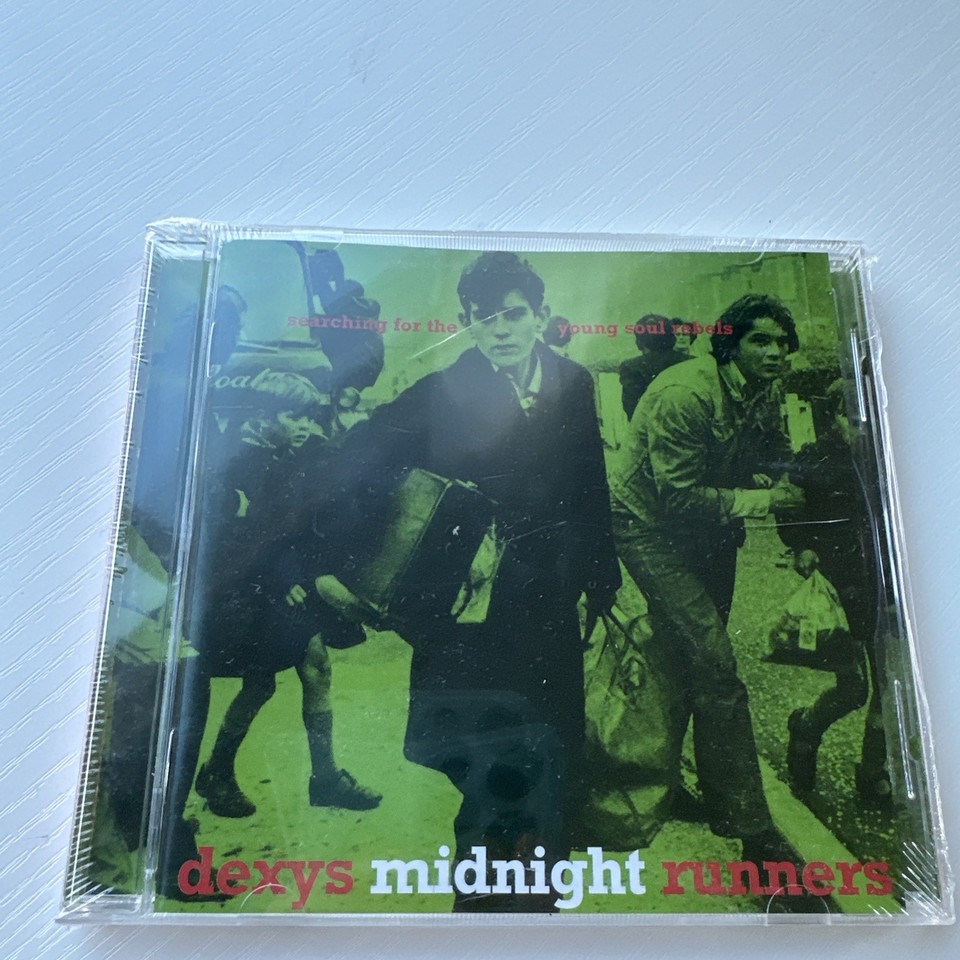 searching for the young soul rebels
dexys midnight runners